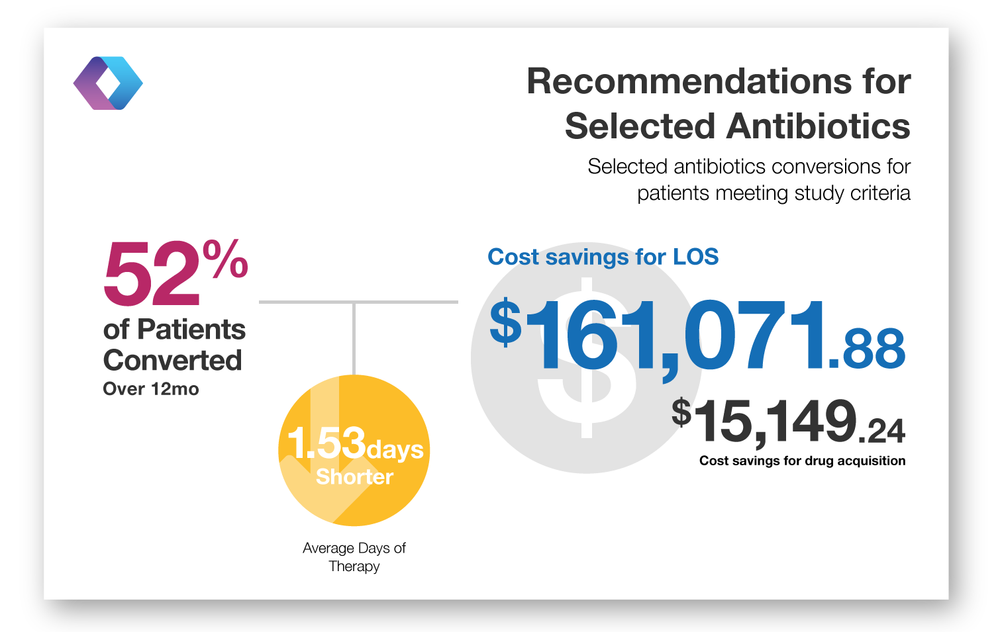 Recommendations for
Selected Antibiotics
Selected antibiotics conversions for
patients meeting study criteria
52%
of Patients
Converted
Over 12mo
1.53days
Shorter
Average Days of
Therapy
Cost savings for LOS
$161,071.88
$15,149.24
Cost savings for drug acquisition